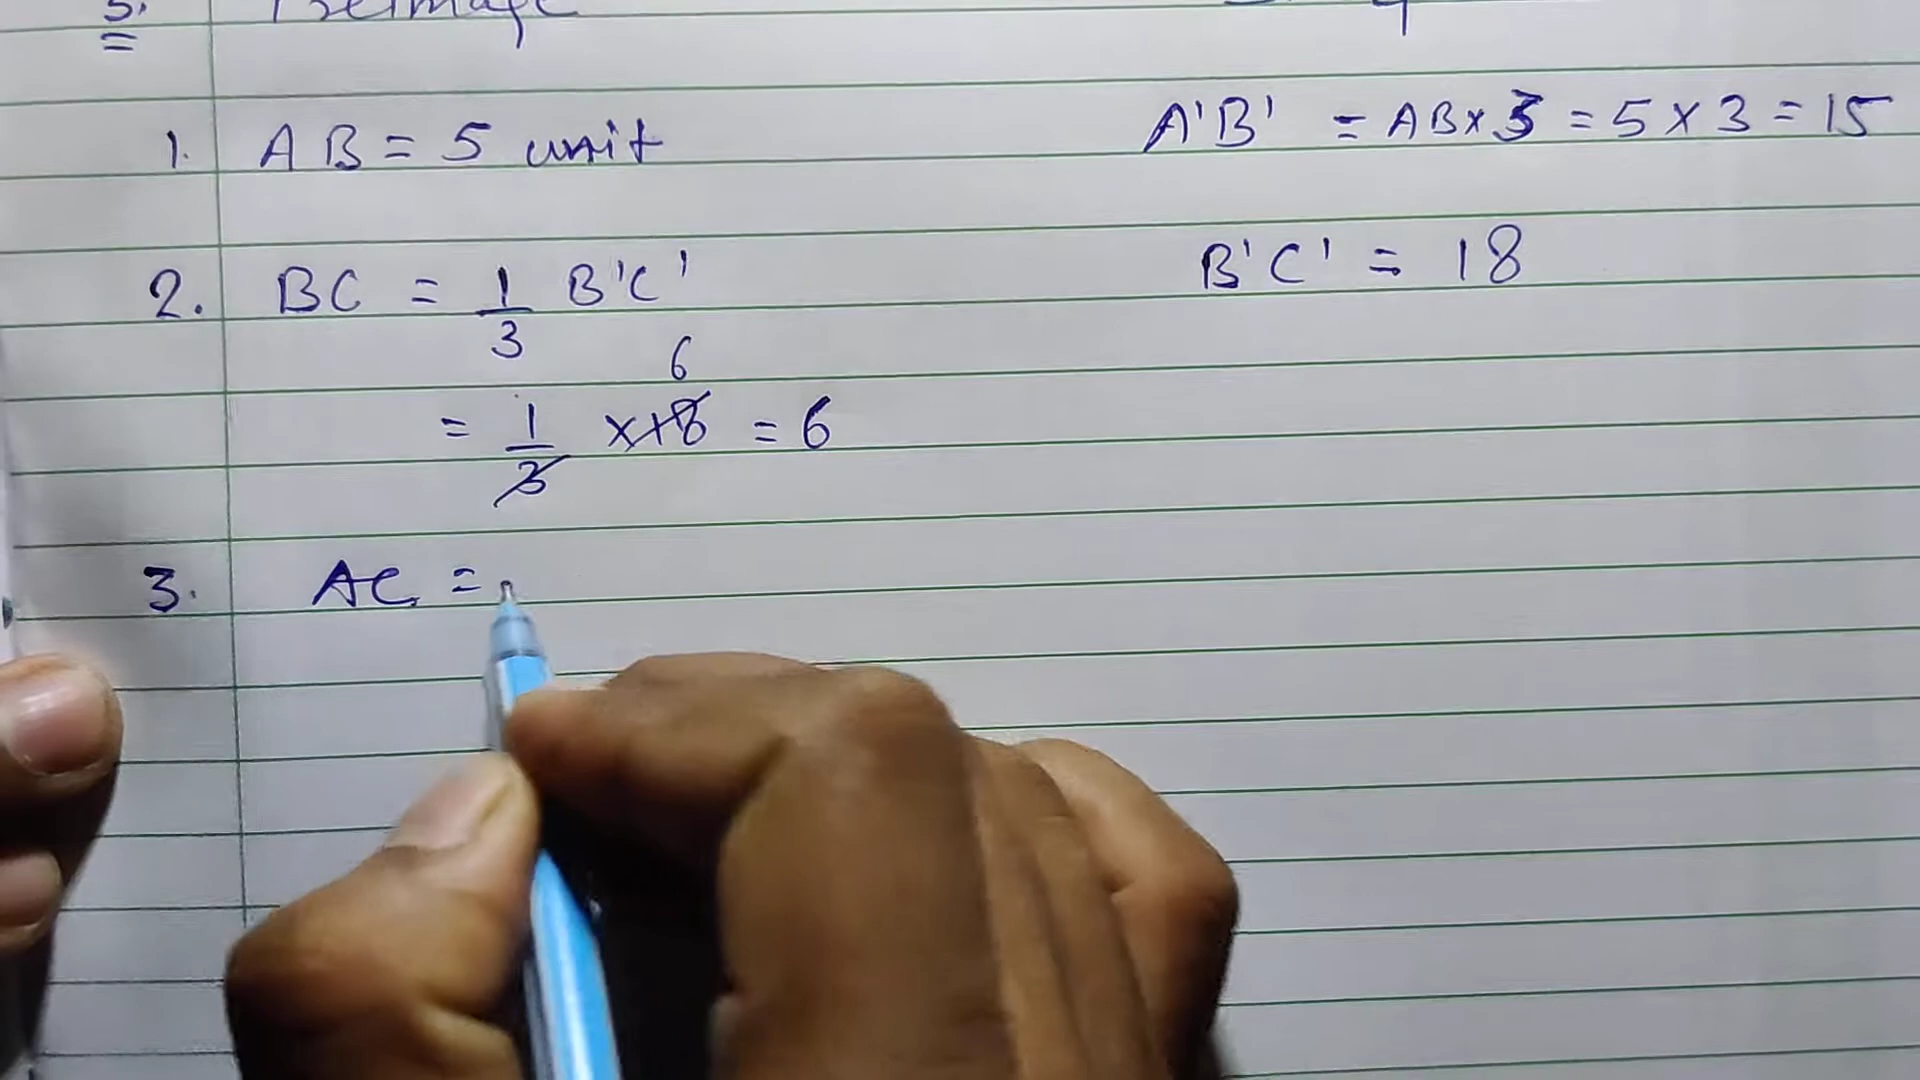 1. AB = 5 unit A'B' = AB×3 = 5×3 = 15
2. BC = 1/3 B'C' B'C' = 18
6
= 1/3 ×18 = 6
3. AC =